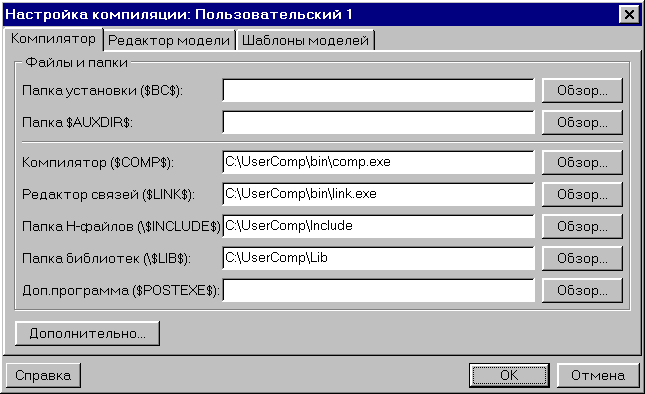 Настройка компиляции: Пользовательский 1
Компилятор Редактор модели Шаблоны моделей
Файлы и папки
Папка установки ($BC$): Обзор...
Папка $AUXDIR$: Обзор...
Компилятор ($COMP$): C:\UserComp\bin\comp.exe Обзор...
Редактор связей ($LINK$): C:\UserComp\bin\link.exe Обзор...
Папка H-файлов (\$INCLUDE$) C:\UserComp\Include Обзор...
Папка библиотек (\$LIB$): C:\UserComp\Lib Обзор...
Доп.программа ($POSTEXE$): Обзор...
Дополнительно...
Справка OK Отмена